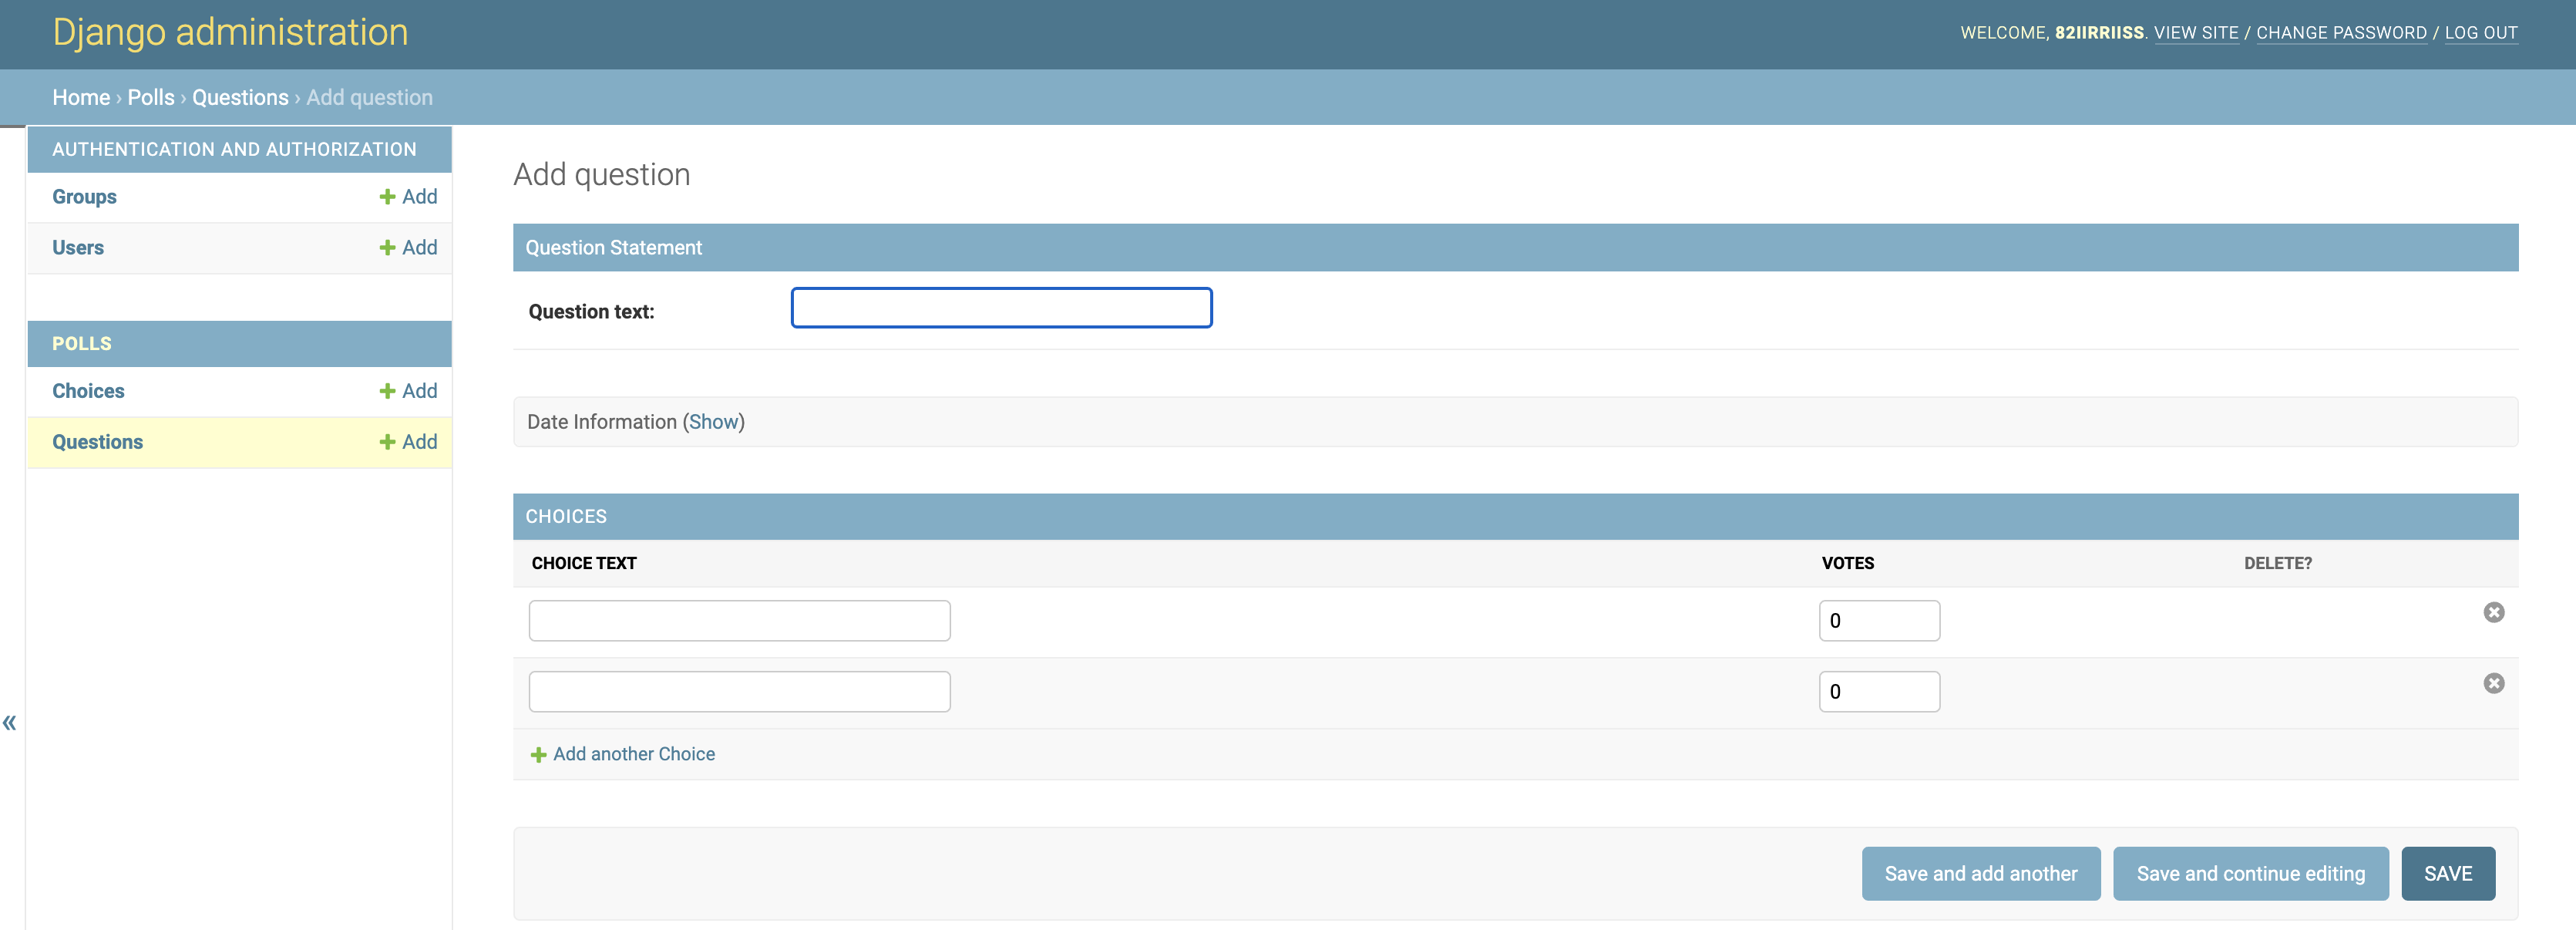 Django administration
WELCOME, 82IIRRIISS. VIEW SITE / CHANGE PASSWORD / LOG OUT
Home › Polls › Questions › Add question
AUTHENTICATION AND AUTHORIZATION
Groups + Add
Users + Add
POLLS
Choices + Add
Questions + Add
«
Add question
Question Statement
Question text:
Date Information (Show)
CHOICES
CHOICE TEXT VOTES DELETE?
0
0
+ Add another Choice
Save and add another Save and continue editing SAVE